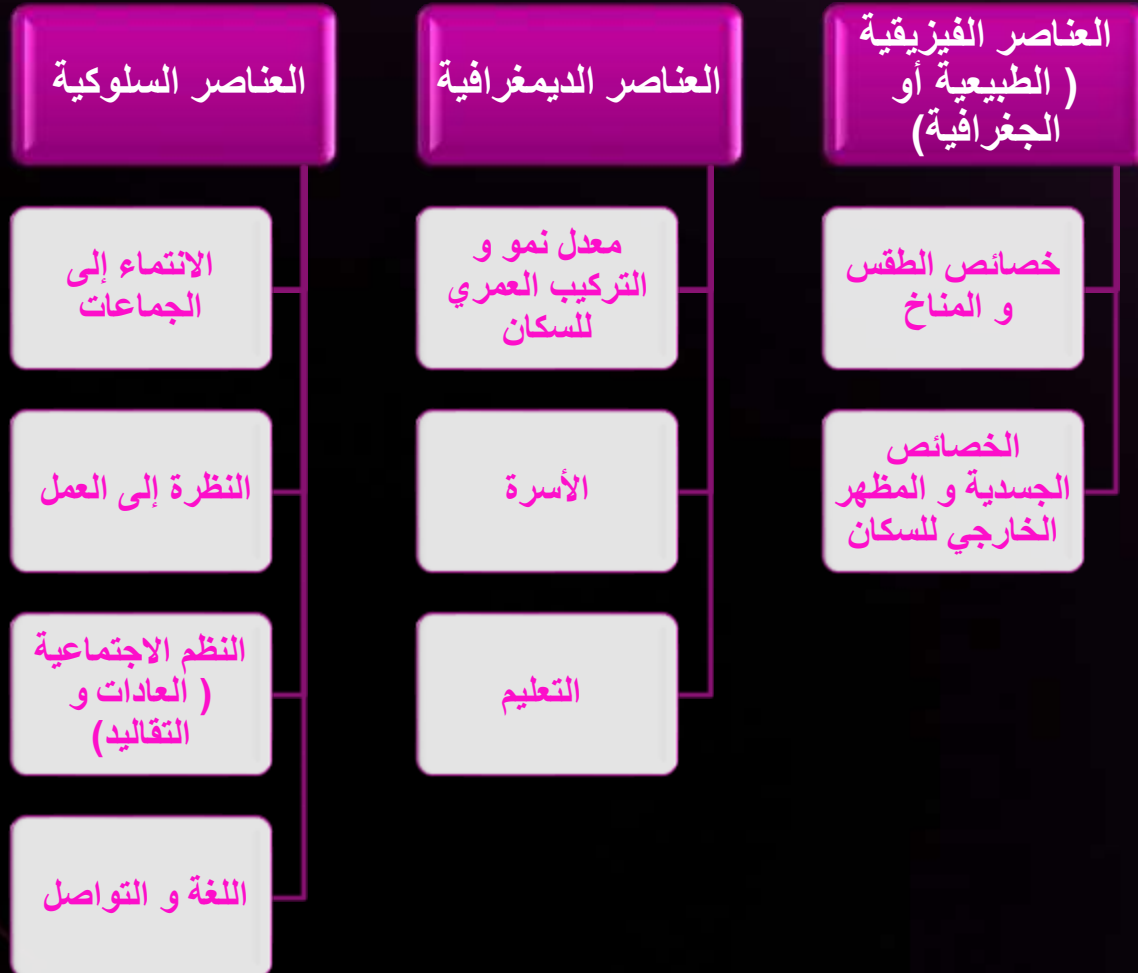 العناصر الفيزيقية
( الطبيعية أو
الجغرافية)
خصائص الطقس
و المناخ
الخصائص
الجسدية و المظهر
الخارجي للسكان
العناصر الديمغرافية
معدل نمو و
التركيب العمري
للسكان
الأسرة
التعليم
العناصر السلوكية
الانتماء إلى
الجماعات
النظرة إلى العمل
النظم الاجتماعية
( العادات و
التقاليد)
اللغة و التواصل